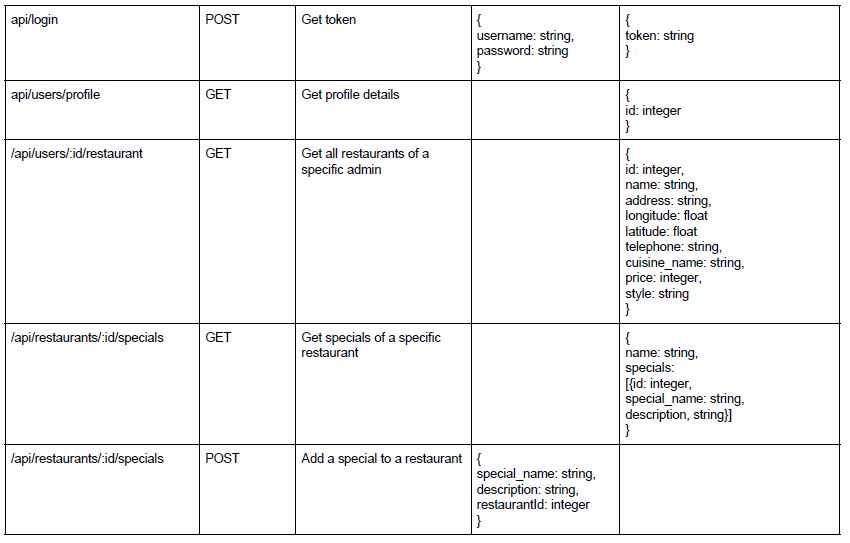 api/login
POST
Get token
{
username: string,
password: string
}
{
token: string
}
api/users/profile
GET
Get profile details
{
id: integer
}
/api/users/:id/restaurant
GET
Get all restaurants of a
specific admin
{
id: integer,
name: string,
address: string,
longitude: float
latitude: float
telephone: string,
cuisine_name: string,
price: integer,
style: string
}
/api/restaurants/:id/specials
GET
Get specials of a specific
restaurant
{
name: string,
specials:
[{id: integer,
special_name: string,
description, string}]
}
/api/restaurants/:id/specials
POST
Add a special to a restaurant
{
special_name: string,
description: string,
restaurantId: integer
}